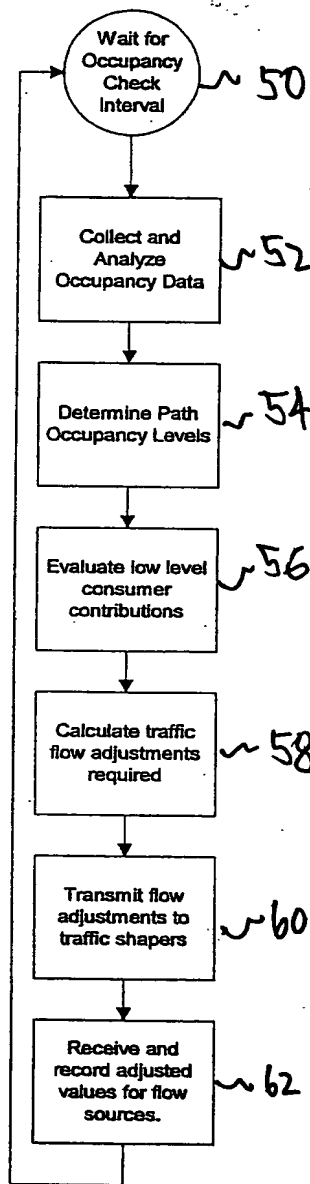 Wait for
Occupancy
Check
Interval
50
Collect and
Analyze
Occupancy Data
52
Determine Path
Occupancy Levels
54
Evaluate low level
consumer
contributions
56
Calculate traffic
flow adjustments
required
58
Transmit flow
adjustments to
traffic shapers
60
Receive and
record adjusted
values for flow
sources.
62